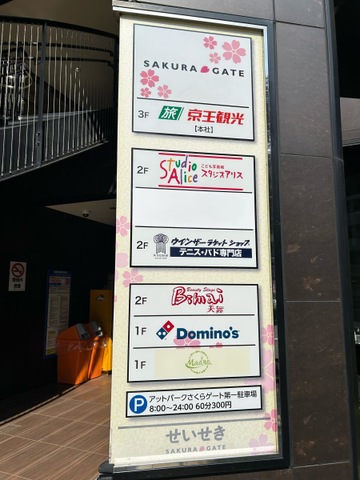 SAKURA GATE
3F 旅 京王観光
【本社】
2F Studio Alice こども写真館 スタジオアリス
2F ウインザーラケットショップ
テニス・バド専門店
Beauty Stage
2F Bimai
天舞
1F Domino's
1F
P アットパークさくらゲート第一駐車場
8:00〜24:00 60分300円
せいせき
SAKURA GATE